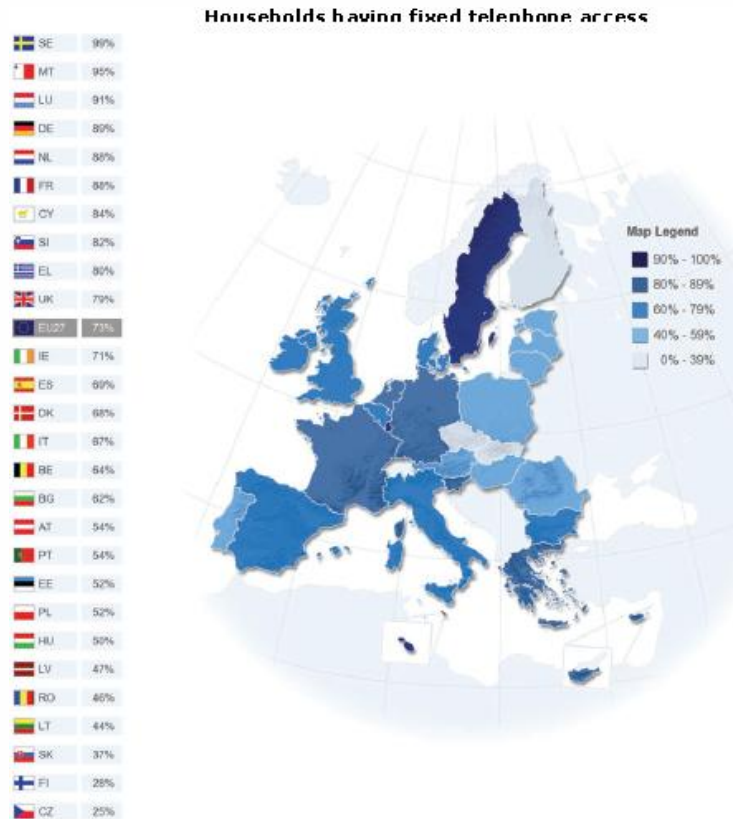 Households having fixed telephone access
SE 99%
MT 95%
LU 91%
DE 89%
NL 88%
FR 88%
CY 84%
SI 82%
EL 80%
UK 79%
EU27 73%
IE 71%
ES 69%
DK 68%
IT 67%
BE 64%
BG 62%
AT 54%
PT 54%
EE 52%
PL 52%
HU 50%
LV 47%
RO 46%
LT 44%
SK 37%
FI 28%
CZ 25%
Map Legend
90% - 100%
80% - 89%
60% - 79%
40% - 59%
0% - 39%